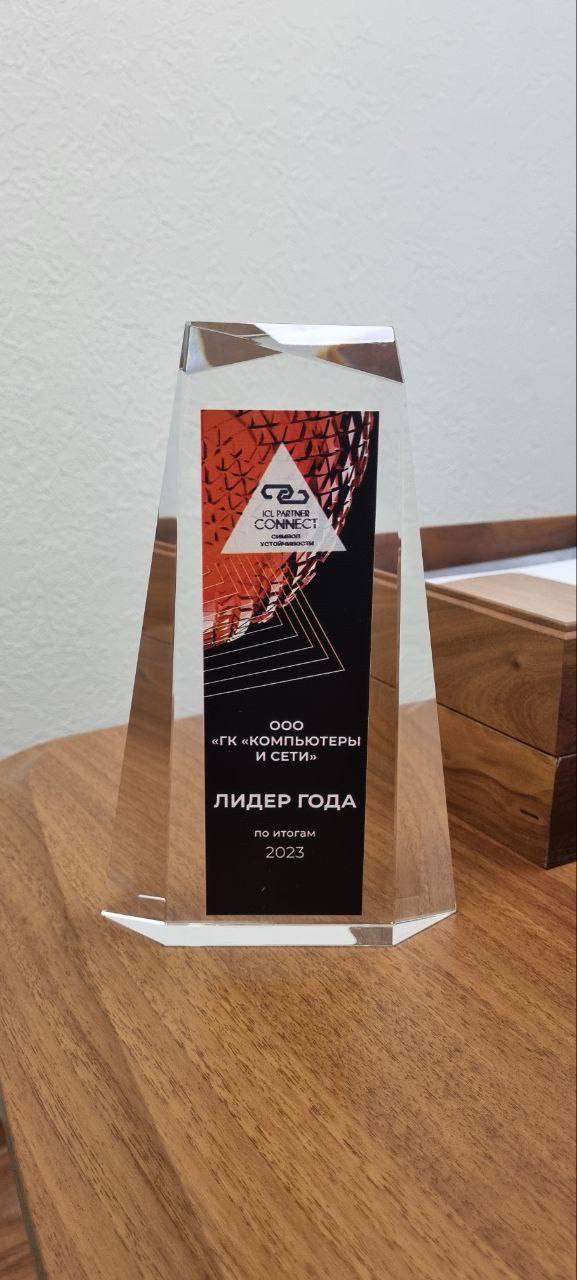 ICL PARTNER
CONNECT
СИМВОЛ
УСТОЙЧИВОСТИ
ООО
«ГК «КОМПЬЮТЕРЫ
И СЕТИ»
ЛИДЕР ГОДА
ПО ИТОГАМ
2023